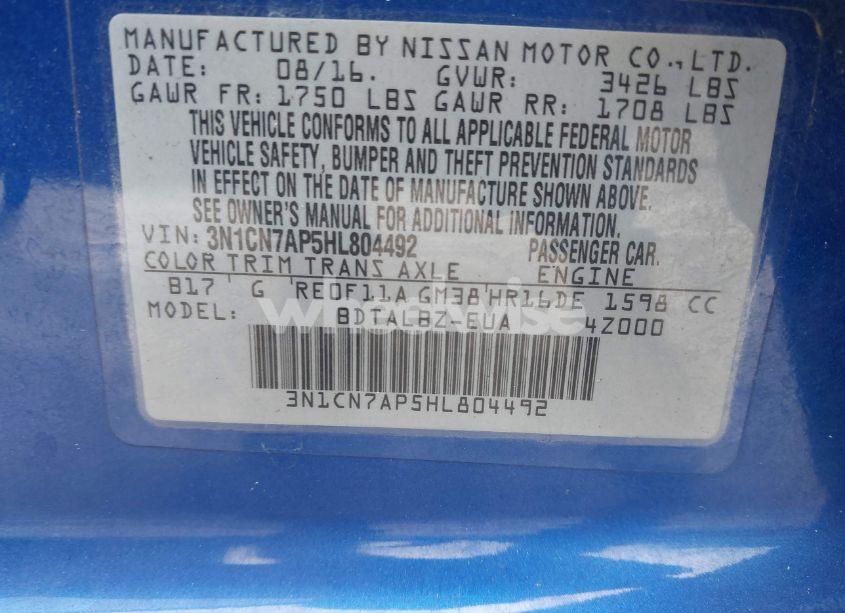 MANUFACTURED BY NISSAN MOTOR CO., LTD.
DATE: 08/16. GVWR: 3426 LBS
GAWR FR: 1750 LBS GAWR RR: 1708 LBS
THIS VEHICLE CONFORMS TO ALL APPLICABLE FEDERAL MOTOR
VEHICLE SAFETY, BUMPER AND THEFT PREVENTION STANDARDS
IN EFFECT ON THE DATE OF MANUFACTURE SHOWN ABOVE.
SEE OWNER'S MANUAL FOR ADDITIONAL INFORMATION.
VIN: 3N1CN7AP5HL804492 PASSENGER CAR.
COLOR TRIM TRANS AXLE ENGINE
B17 G RE0F11A GM38 HR16DE 1598 CC
MODEL: BDTALBZ-EUA 4Z000
3N1CN7AP5HL804492